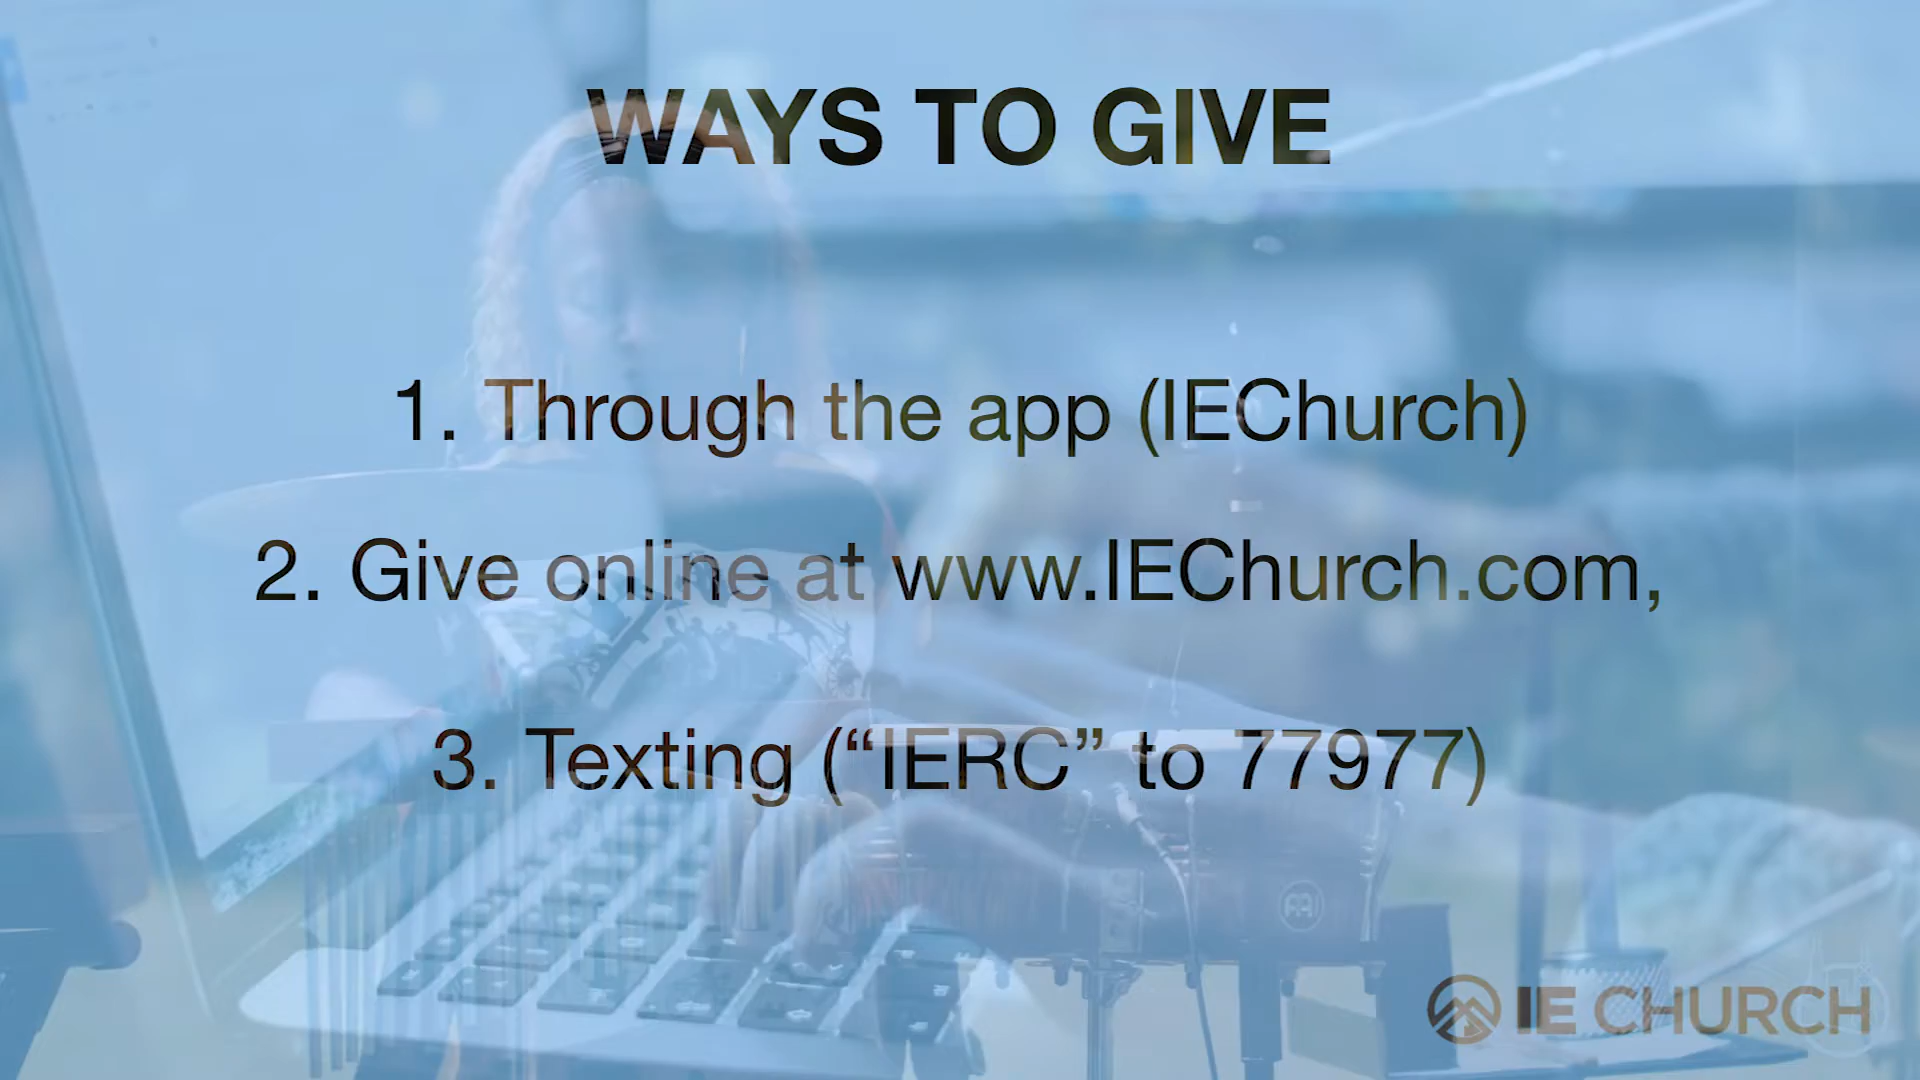 WAYS TO GIVE
1. Through the app (IEChurch)
2. Give online at www.IEChurch.com,
3. Texting (“IERC” to 77977)
IE CHURCH